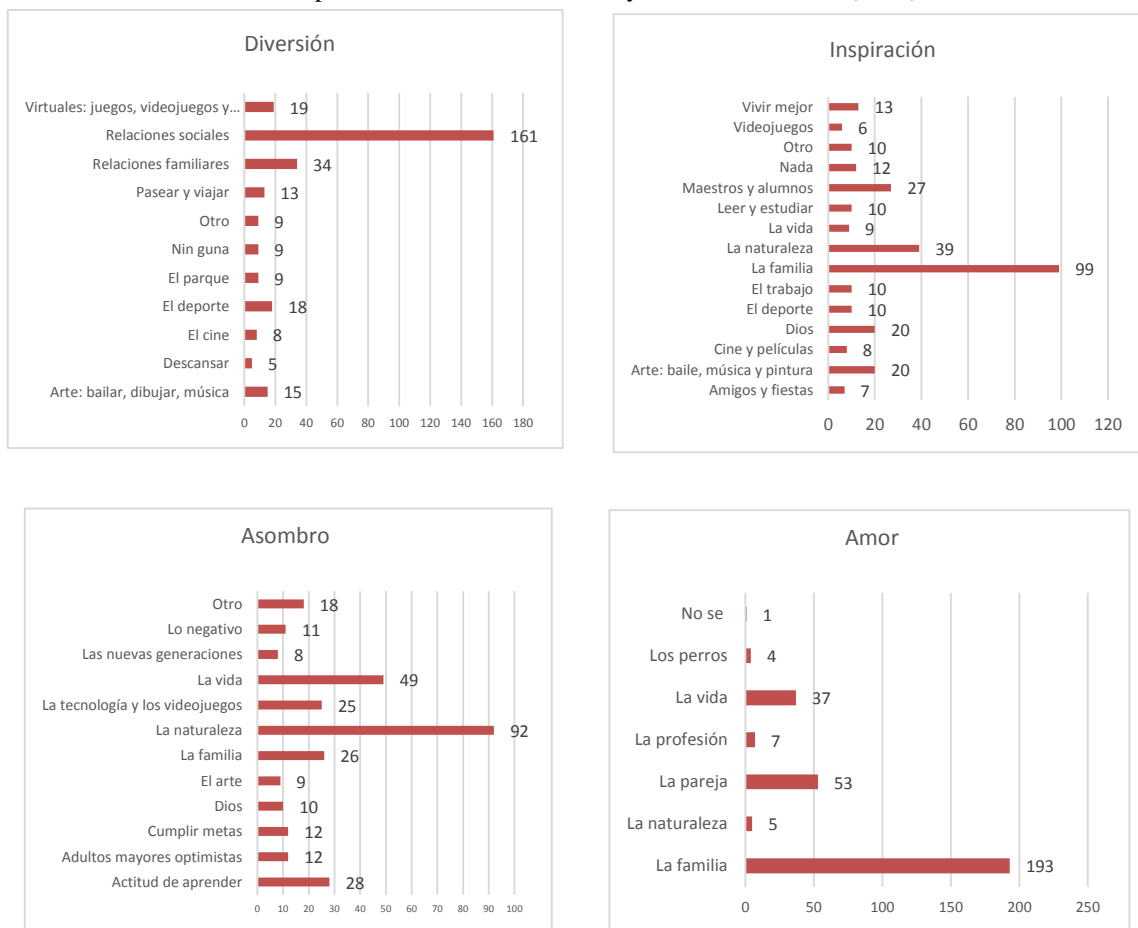 Diversión
Virtuales: juegos, videojuegos y... 19
Relaciones sociales 161
Relaciones familiares 34
Pasear y viajar 13
Otro 9
Nin guna 9
El parque 9
El deporte 18
El cine 8
Descansar 5
Arte: bailar, dibujar, música 15
0 20 40 60 80 100 120 140 160 180
Inspiración
Vivir mejor 13
Videojuegos 6
Otro 10
Nada 12
Maestros y alumnos 27
Leer y estudiar 10
La vida 9
La naturaleza 39
La familia 99
El trabajo 10
El deporte 10
Dios 20
Cine y películas 8
Arte: baile, música y pintura 20
Amigos y fiestas 7
0 20 40 60 80 100 120
Asombro
Otro 18
Lo negativo 11
Las nuevas generaciones 8
La vida 49
La tecnología y los videojuegos 25
La naturaleza 92
La familia 26
El arte 9
Dios 10
Cumplir metas 12
Adultos mayores optimistas 12
Actitud de aprender 28
0 10 20 30 40 50 60 70 80 90 100
Amor
No se 1
Los perros 4
La vida 37
La profesión 7
La pareja 53
La naturaleza 5
La familia 193
0 50 100 150 200 250